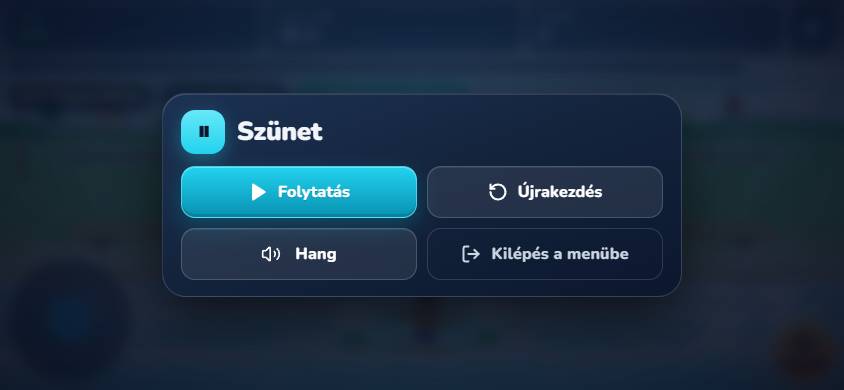 Szünet
Folytatás
Újrakezdés
Hang
Kilépés a menübe